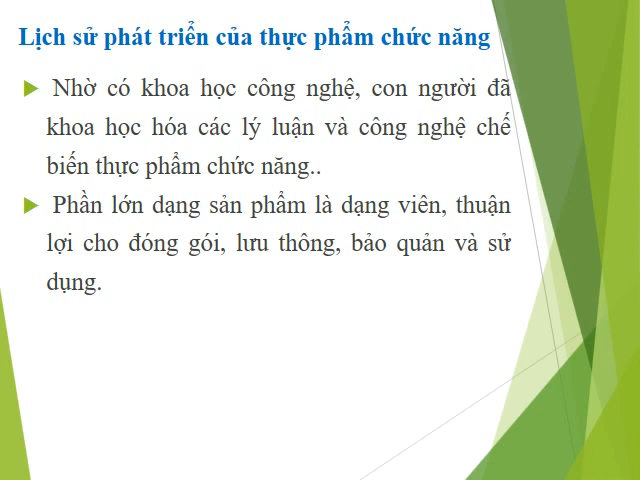 Lịch sử phát triển của thực phẩm chức năng
Nhờ có khoa học công nghệ, con người đã
khoa học hóa các lý luận và công nghệ chế
biến thực phẩm chức năng..
Phần lớn dạng sản phẩm là dạng viên, thuận
lợi cho đóng gói, lưu thông, bảo quản và sử
dụng.